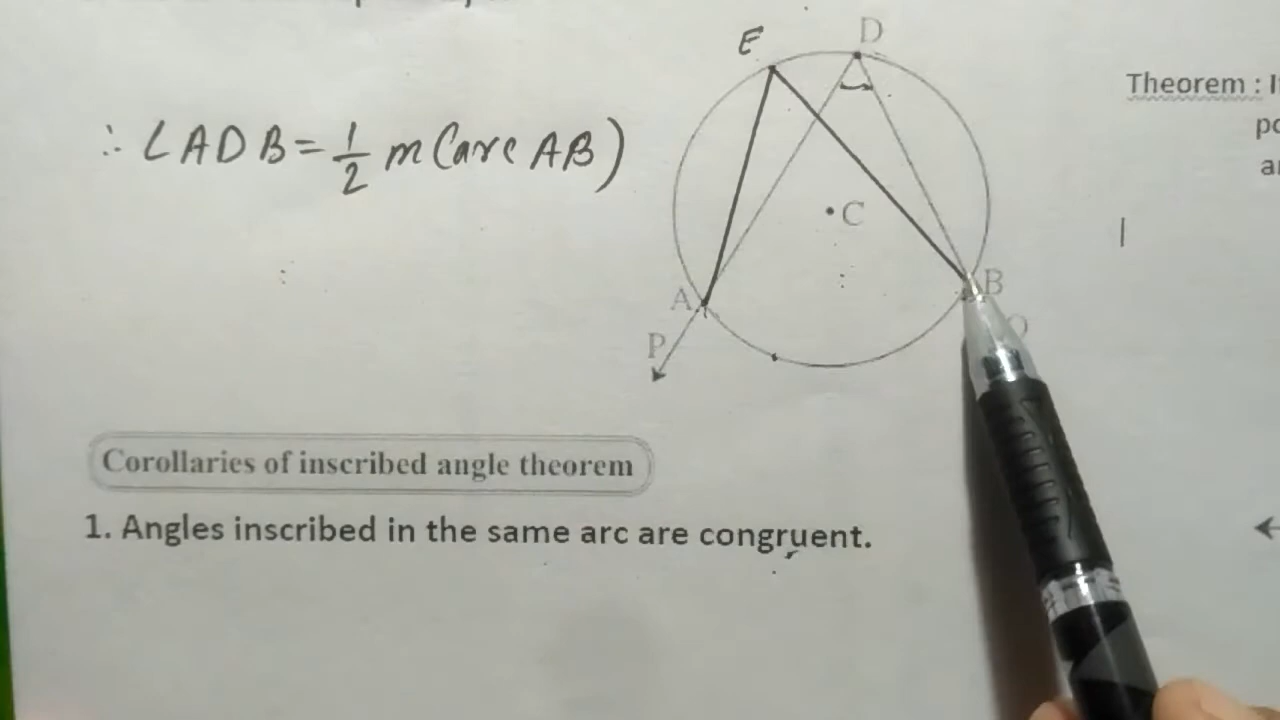 E
D
Theorem :
∴ ∠ADB = 1/2 m(arc AB)
C
A
B
P
Q
Corollaries of inscribed angle theorem
1. Angles inscribed in the same arc are congruent.